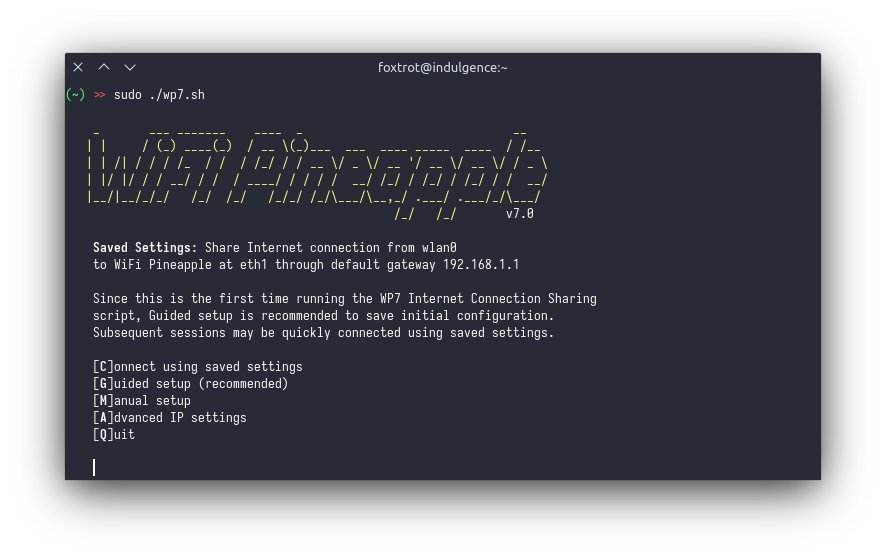 foxtrot@indulgence:~
(~) >> sudo ./wp7.sh
WiFi Pineapple
v7.0
Saved Settings: Share Internet connection from wlan0
to WiFi Pineapple at eth1 through default gateway 192.168.1.1
Since this is the first time running the WP7 Internet Connection Sharing
script, Guided setup is recommended to save initial configuration.
Subsequent sessions may be quickly connected using saved settings.
[C]onnect using saved settings
[G]uided setup (recommended)
[M]anual setup
[A]dvanced IP settings
[Q]uit